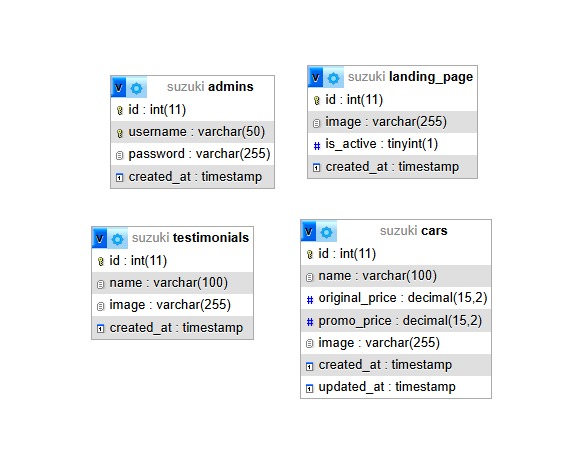 V suzuki admins
id : int(11)
username : varchar(50)
password : varchar(255)
created_at : timestamp
V suzuki landing_page
id : int(11)
image : varchar(255)
# is_active : tinyint(1)
created_at : timestamp
V suzuki testimonials
id : int(11)
name : varchar(100)
image : varchar(255)
created_at : timestamp
V suzuki cars
id : int(11)
name : varchar(100)
# original_price : decimal(15,2)
# promo_price : decimal(15,2)
image : varchar(255)
created_at : timestamp
updated_at : timestamp